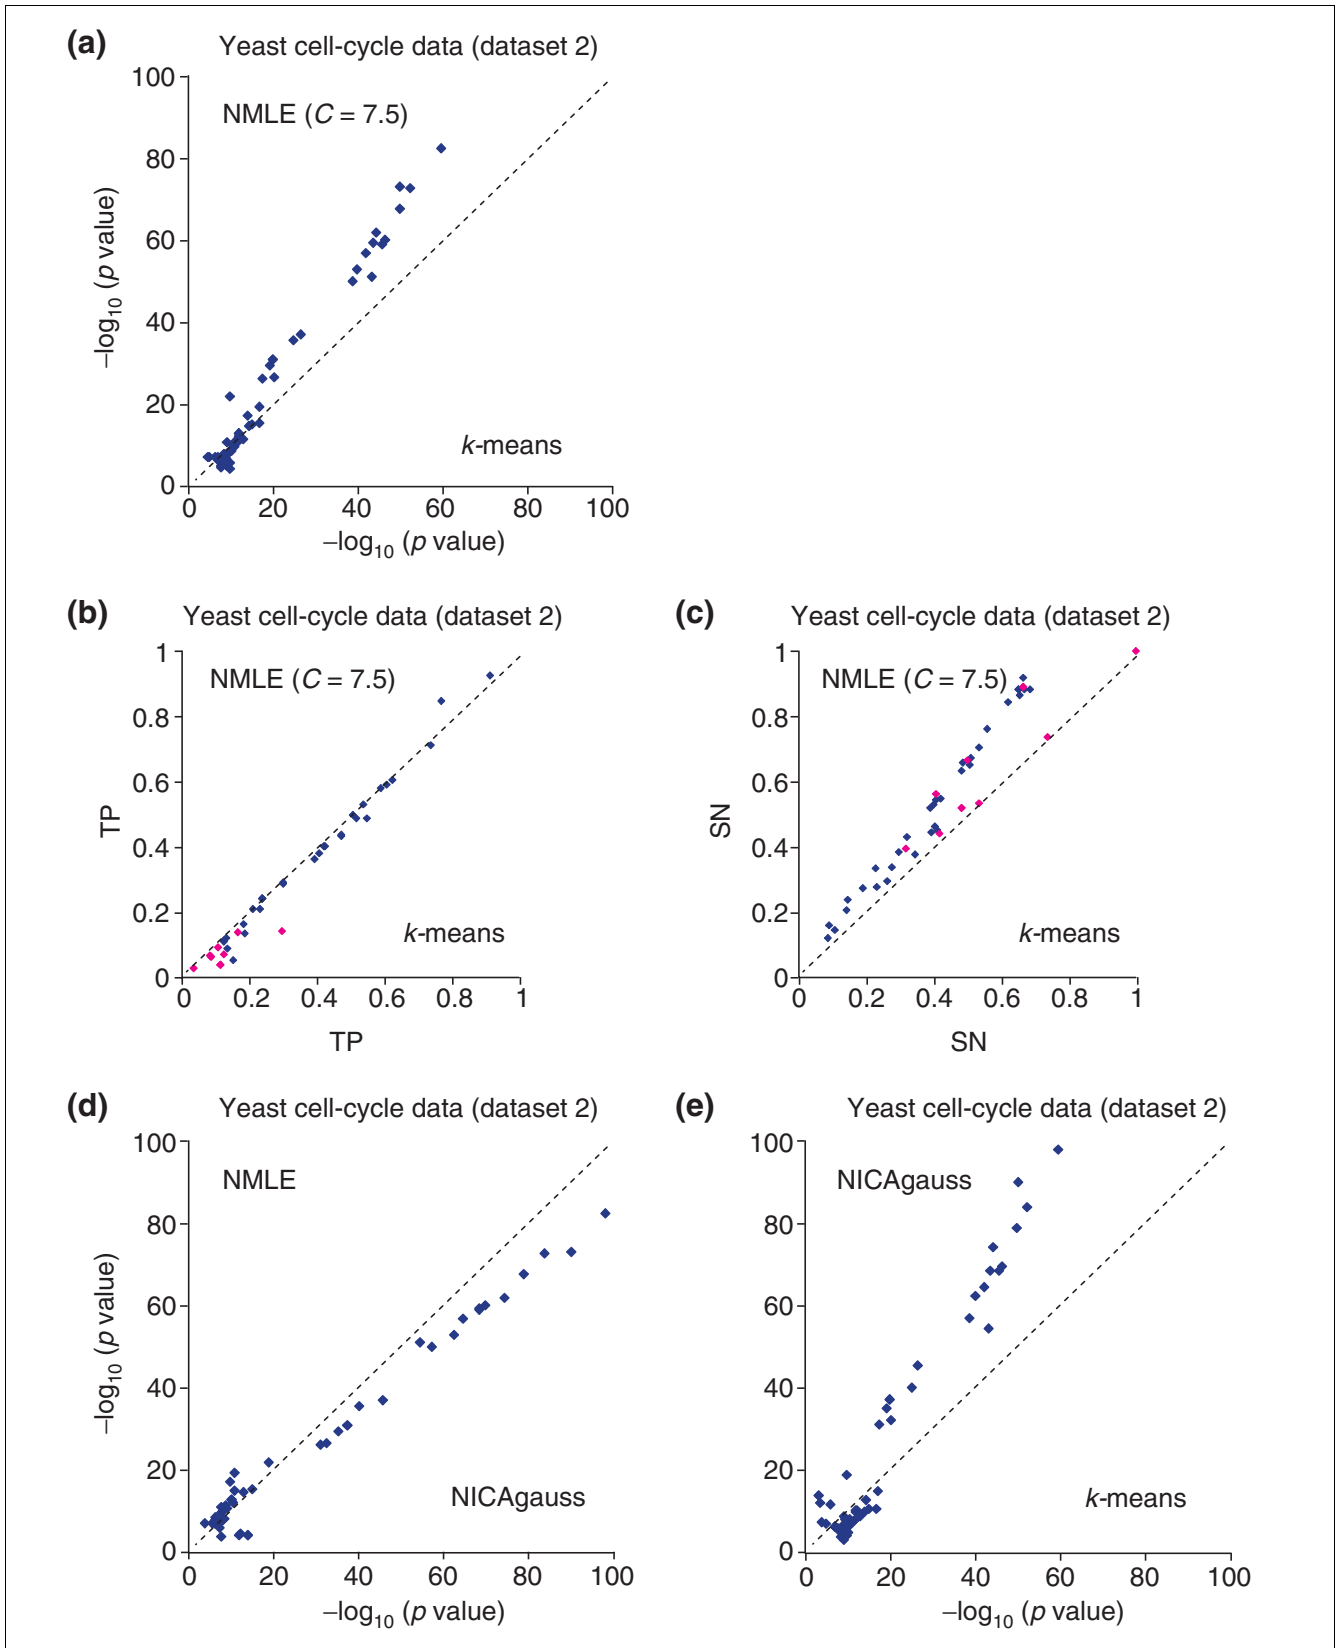 (a) Yeast cell-cycle data (dataset 2)
100
NMLE (C = 7.5)
80
60
40
20
0
–log10 (p value)
k-means
0 20 40 60 80 100
–log10 (p value)
(b) Yeast cell-cycle data (dataset 2)
1
NMLE (C = 7.5)
0.8
0.6
0.4
0.2
0
TP
k-means
0 0.2 0.4 0.6 0.8 1
TP
(c) Yeast cell-cycle data (dataset 2)
1
NMLE (C = 7.5)
0.8
0.6
0.4
0.2
0
SN
k-means
0 0.2 0.4 0.6 0.8 1
SN
(d) Yeast cell-cycle data (dataset 2)
100
NMLE
80
60
40
20
0
–log10 (p value)
NICAgauss
0 20 40 60 80 100
–log10 (p value)
(e) Yeast cell-cycle data (dataset 2)
100
NICAgauss
80
60
40
20
0
k-means
0 20 40 60 80 100
–log10 (p value)